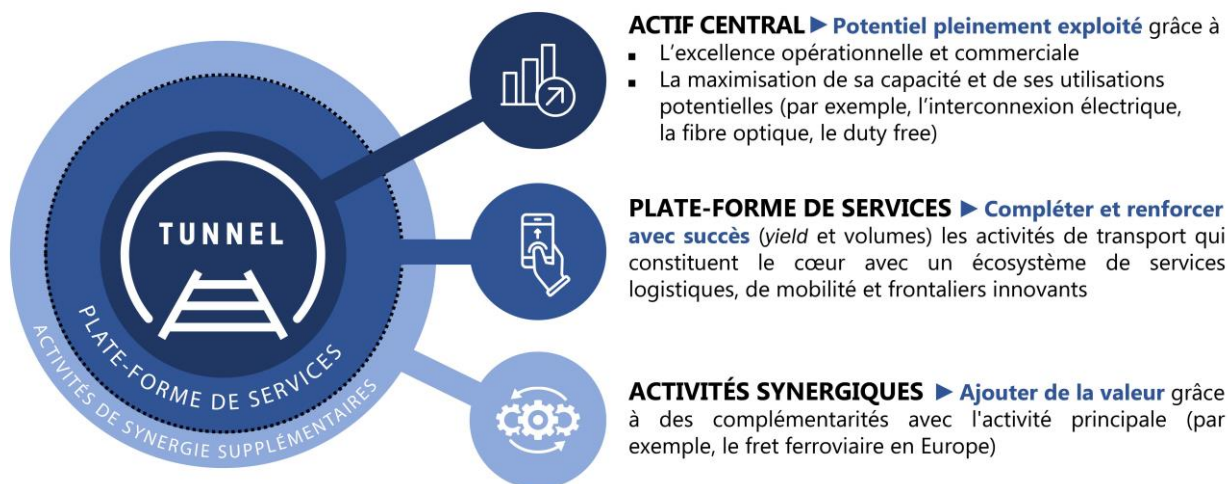 TUNNEL
PLATE-FORME DE SERVICES
ACTIVITÉS DE SYNERGIE SUPPLÉMENTAIRES
ACTIF CENTRAL ► Potentiel pleinement exploité grâce à
▪ L'excellence opérationnelle et commerciale
▪ La maximisation de sa capacité et de ses utilisations
potentielles (par exemple, l'interconnexion électrique,
la fibre optique, le duty free)
PLATE-FORME DE SERVICES ► Compléter et renforcer
avec succès (yield et volumes) les activités de transport qui
constituent le cœur avec un écosystème de services
logistiques, de mobilité et frontaliers innovants
ACTIVITÉS SYNERGIQUES ► Ajouter de la valeur grâce
à des complémentarités avec l'activité principale (par
exemple, le fret ferroviaire en Europe)